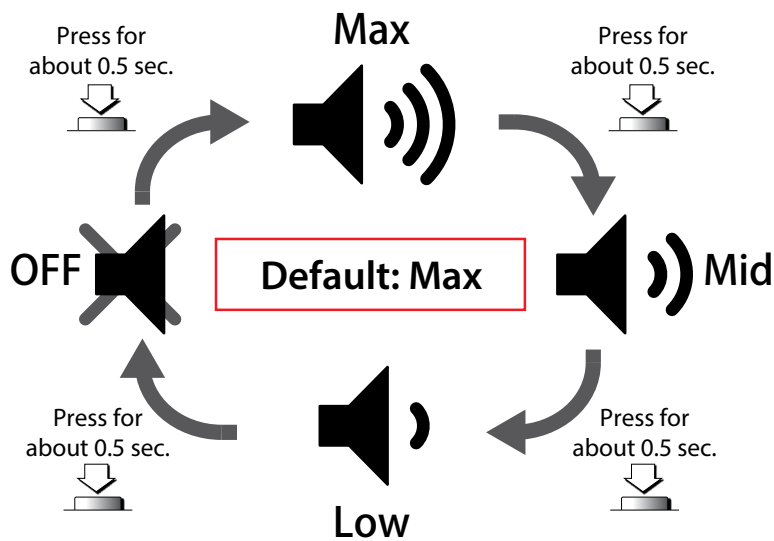 Max
Press for
about 0.5 sec.
Press for
about 0.5 sec.
OFF
Default: Max
Mid
Press for
about 0.5 sec.
Press for
about 0.5 sec.
Low